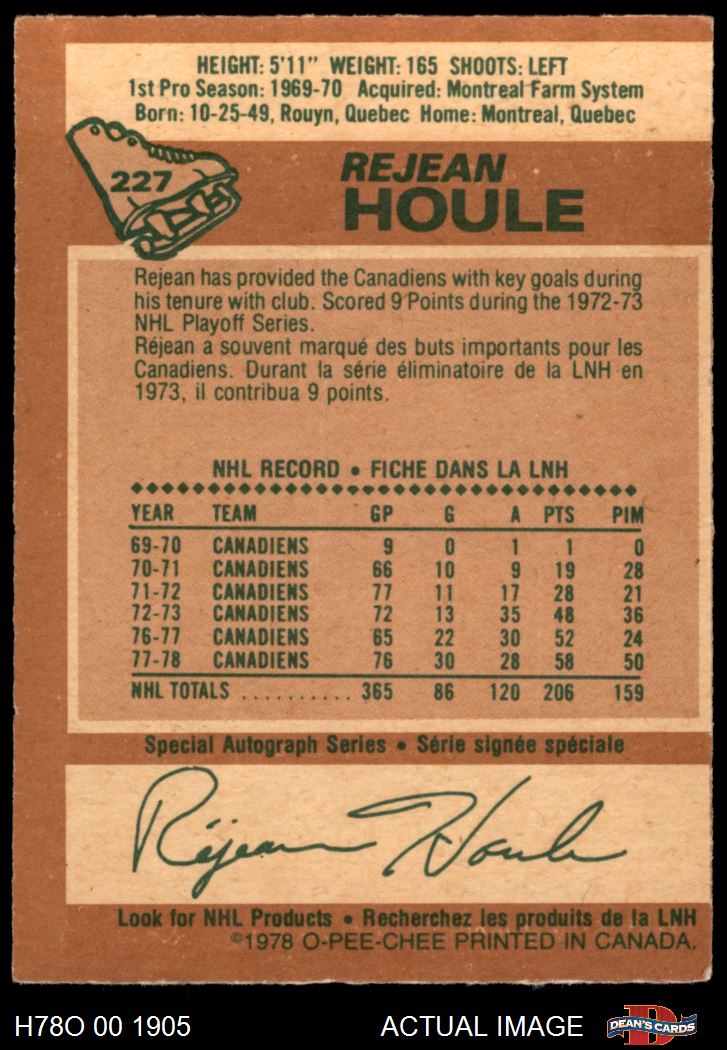 HEIGHT: 5'11" WEIGHT: 165 SHOOTS: LEFT
1st Pro Season: 1969-70 Acquired: Montreal Farm System
Born: 10-25-49, Rouyn, Quebec Home: Montreal, Quebec
227
REJEAN
HOULE
Rejean has provided the Canadiens with key goals during
his tenure with club. Scored 9 Points during the 1972-73
NHL Playoff Series.
Réjean a souvent marqué des buts importants pour les
Canadiens. Durant la série éliminatoire de la LNH en
1973, il contribua 9 points.
NHL RECORD • FICHE DANS LA LNH
YEAR TEAM GP G A PTS PIM
69-70 CANADIENS 9 0 1 1 0
70-71 CANADIENS 66 10 9 19 28
71-72 CANADIENS 77 11 17 28 21
72-73 CANADIENS 72 13 35 48 36
76-77 CANADIENS 65 22 30 52 24
77-78 CANADIENS 76 30 28 58 50
NHL TOTALS .......... 365 86 120 206 159
Special Autograph Series • Série signée spéciale
Réjean Houle
Look for NHL Products • Recherchez les produits de la LNH
©1978 O-PEE-CHEE PRINTED IN CANADA.
H78O 00 1905 ACTUAL IMAGE D DEAN'S CARDS